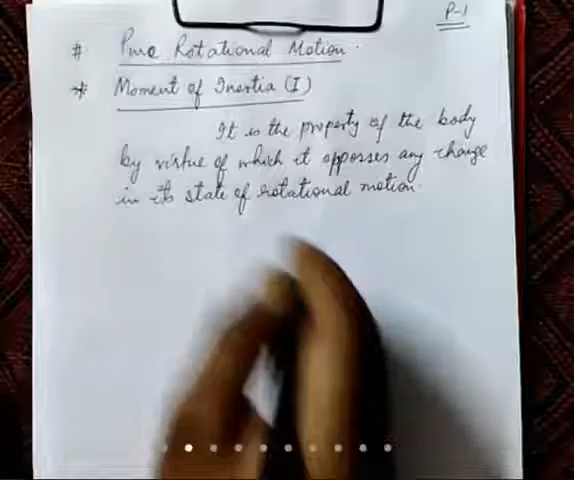 P-1
# Pure Rotational Motion.
* Moment of Inertia (I)
It is the property of the body
by virtue of which it opposses any change
in its state of rotational motion.